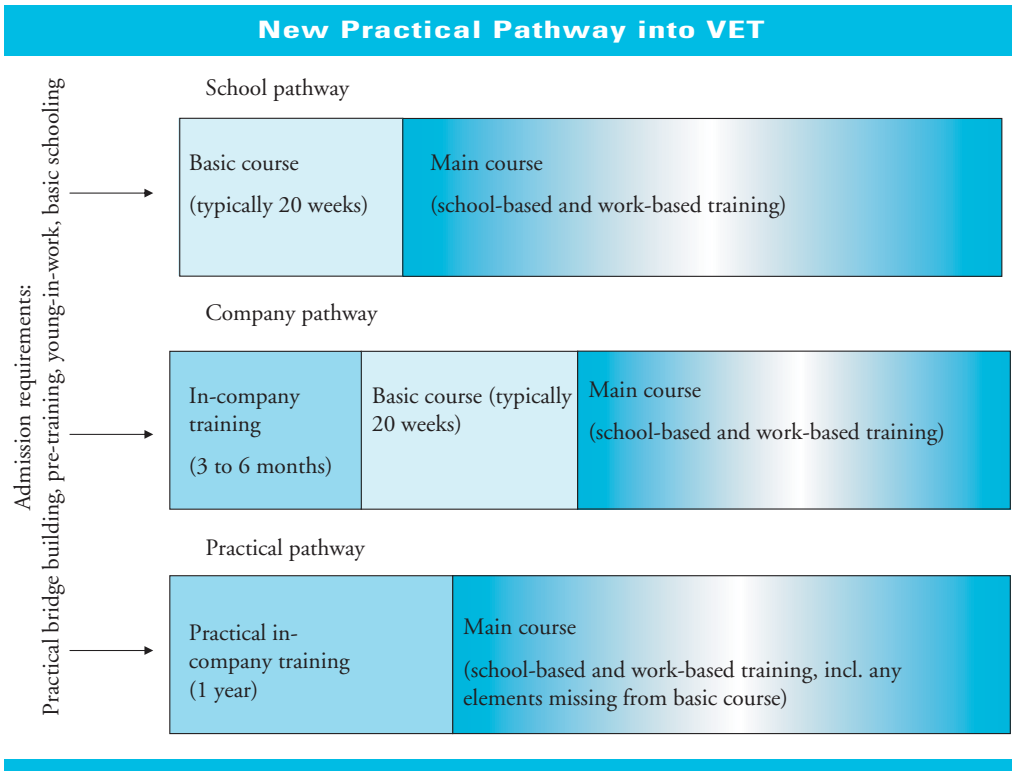 New Practical Pathway into VET
Admission requirements:
Practical bridge building, pre-training, young-in-work, basic schooling
School pathway
Basic course
(typically 20 weeks)
Main course
(school-based and work-based training)
Company pathway
In-company
training
(3 to 6 months)
Basic course (typically
20 weeks)
Main course
(school-based and work-based training)
Practical pathway
Practical in-
company training
(1 year)
Main course
(school-based and work-based training, incl. any
elements missing from basic course)